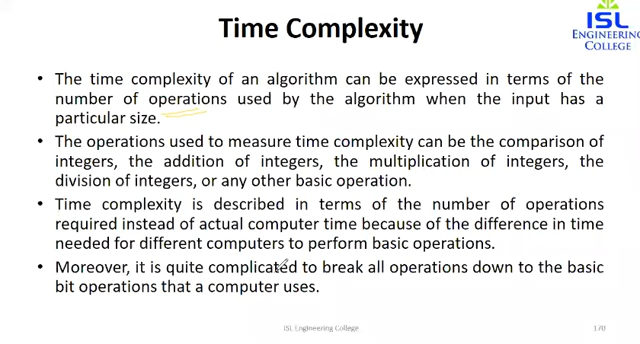 Time Complexity
ISL
ENGINEERING
COLLEGE
• The time complexity of an algorithm can be expressed in terms of the
number of operations used by the algorithm when the input has a
particular size.
• The operations used to measure time complexity can be the comparison of
integers, the addition of integers, the multiplication of integers, the
division of integers, or any other basic operation.
• Time complexity is described in terms of the number of operations
required instead of actual computer time because of the difference in time
needed for different computers to perform basic operations.
• Moreover, it is quite complicated to break all operations down to the basic
bit operations that a computer uses.
ISL Engineering College
170